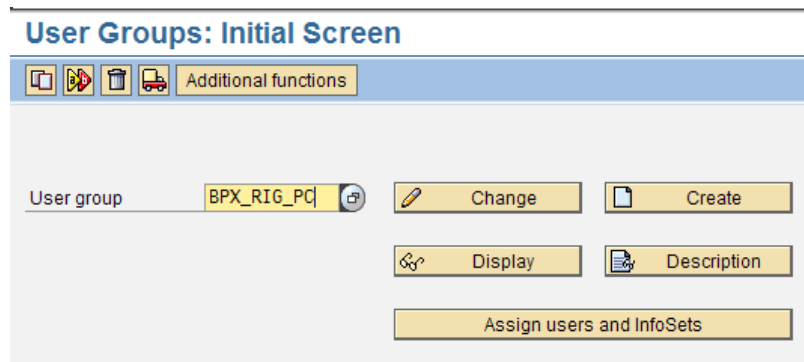 User Groups: Initial Screen
Additional functions
User group BPX_RIG_PC Change Create
Display Description
Assign users and InfoSets